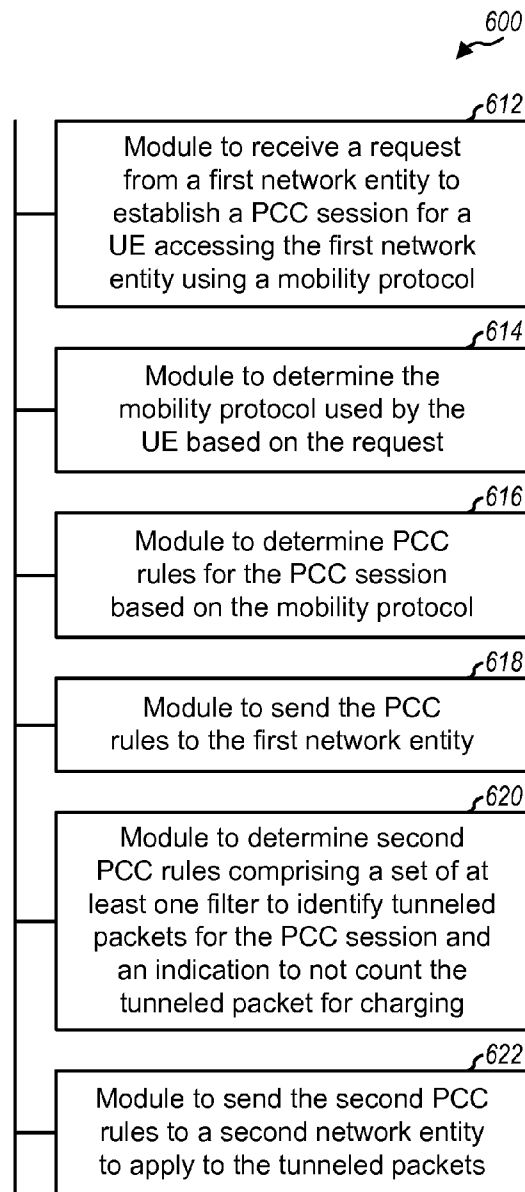 600
612
Module to receive a request
from a first network entity to
establish a PCC session for a
UE accessing the first network
entity using a mobility protocol
614
Module to determine the
mobility protocol used by the
UE based on the request
616
Module to determine PCC
rules for the PCC session
based on the mobility protocol
618
Module to send the PCC
rules to the first network entity
620
Module to determine second
PCC rules comprising a set of at
least one filter to identify tunneled
packets for the PCC session and
an indication to not count the
tunneled packet for charging
622
Module to send the second PCC
rules to a second network entity
to apply to the tunneled packets